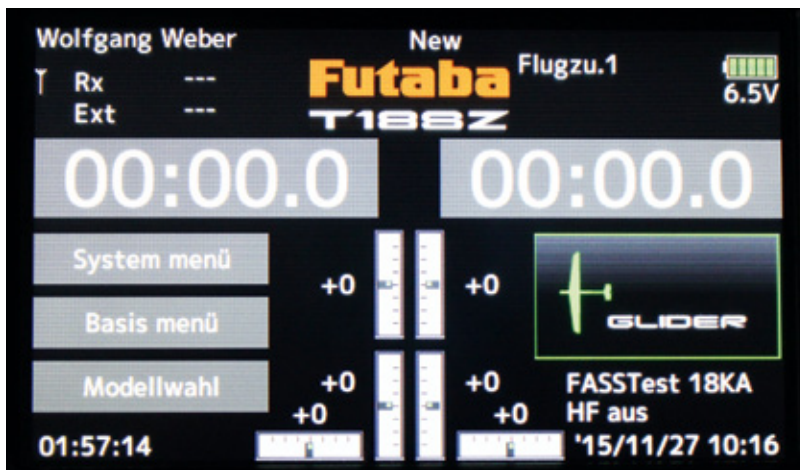 Wolfgang Weber
New
Futaba
T18SZ
Flugzu.1
6.5V
Rx ---
Ext ---
00:00.0
00:00.0
System menü
Basis menü
Modellwahl
+0
+0
+0
+0
+0
+0
GLIDER
FASSTest 18KA
HF aus
01:57:14
'15/11/27 10:16